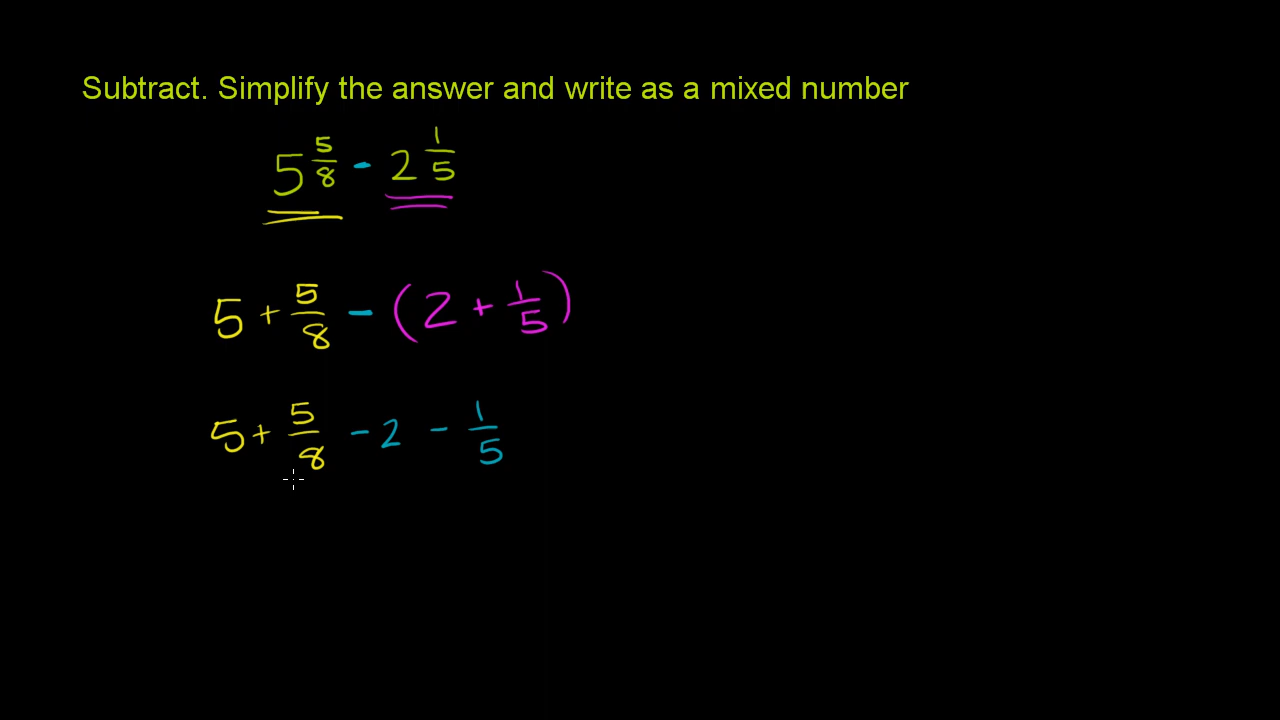 Subtract. Simplify the answer and write as a mixed number
5 5/8 - 2 1/5
5 + 5/8 - (2 + 1/5)
5 + 5/8 - 2 - 1/5